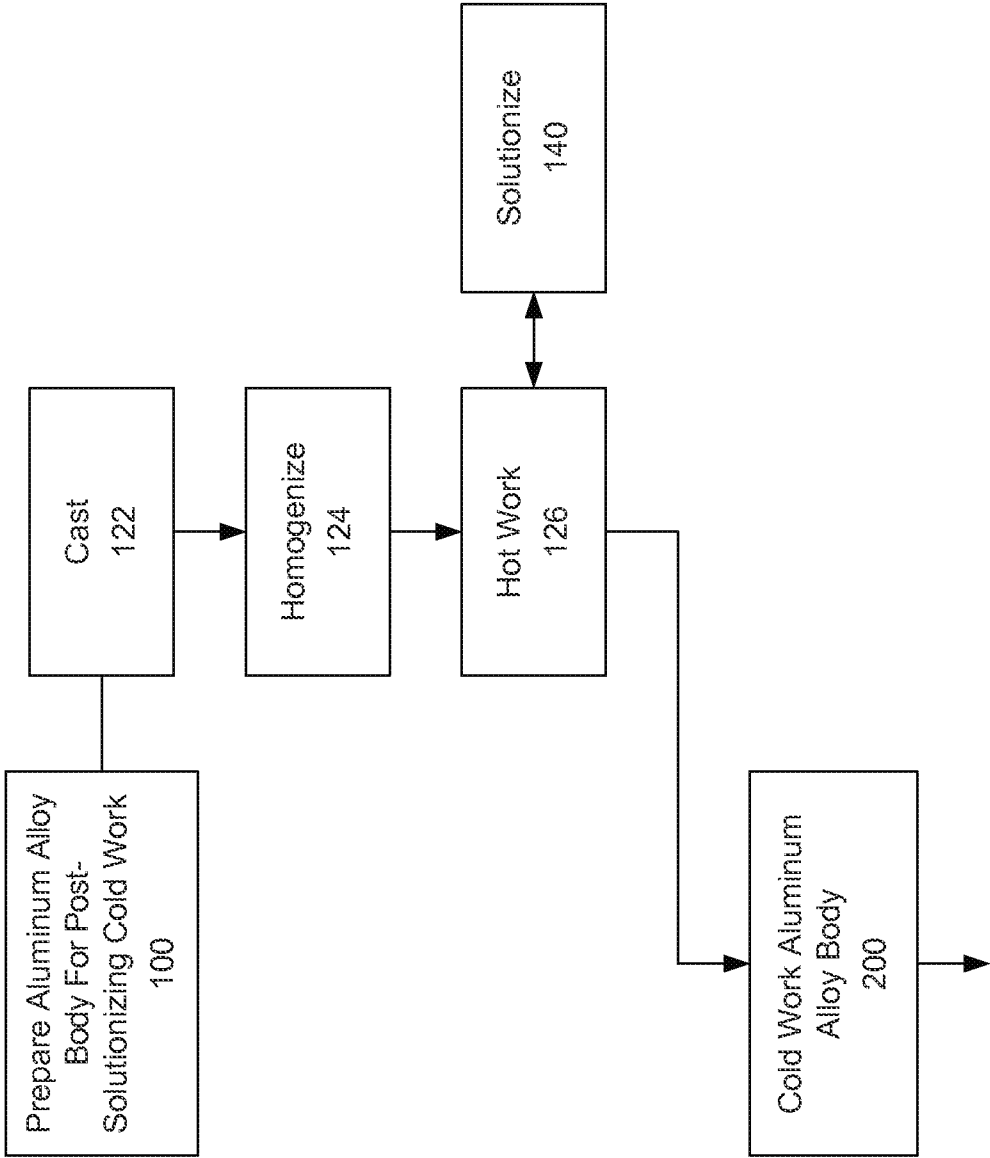 Prepare Aluminum Alloy
Body For Post-
Solutionizing Cold Work
100
Cast
122
Homogenize
124
Hot Work
126
Solutionize
140
Cold Work Aluminum
Alloy Body
200